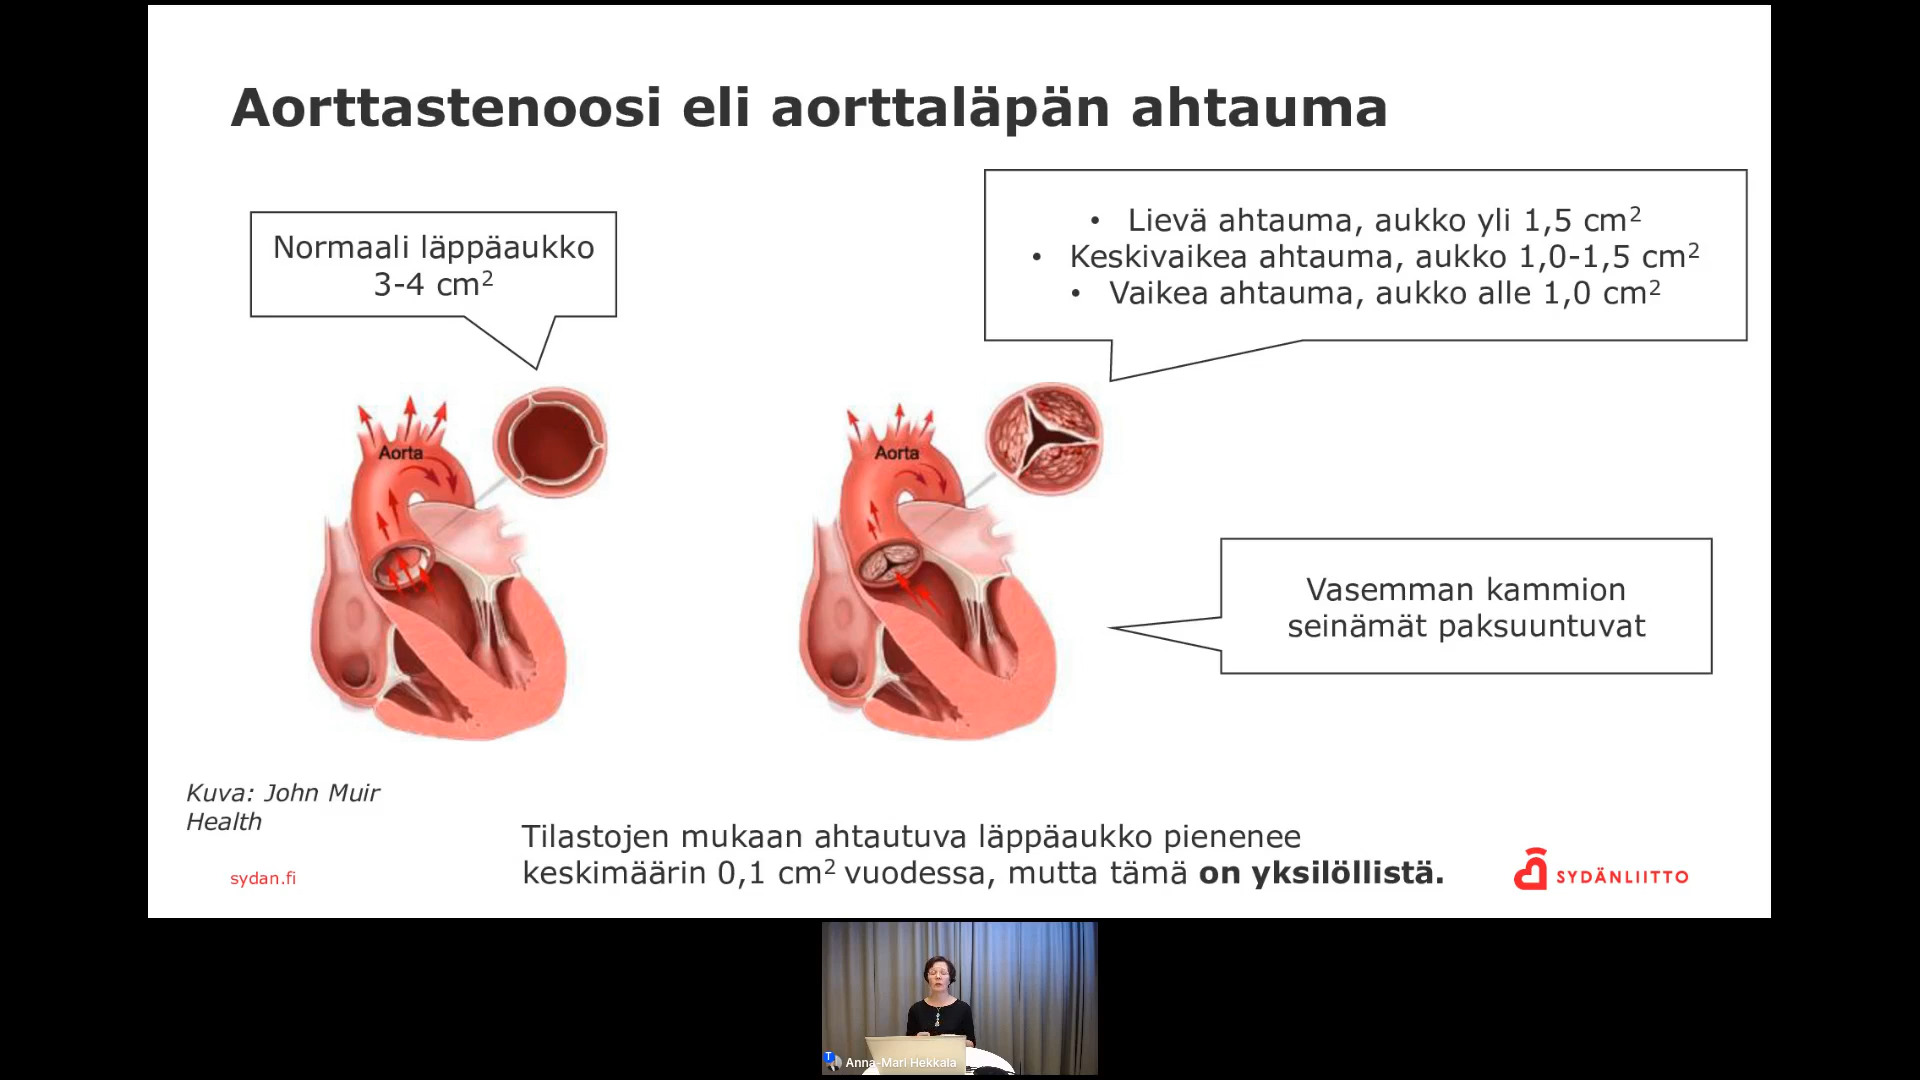 Aorttastenoosi eli aorttaläpän ahtauma
Normaali läppäaukko
3-4 cm²
• Lievä ahtauma, aukko yli 1,5 cm²
• Keskivaikea ahtauma, aukko 1,0-1,5 cm²
• Vaikea ahtauma, aukko alle 1,0 cm²
Aorta
Aorta
Vasemman kammion
seinämät paksuuntuvat
Kuva: John Muir
Health
Tilastojen mukaan ahtautuva läppäaukko pienenee
keskimäärin 0,1 cm² vuodessa, mutta tämä on yksilöllistä.
sydan.fi
SYDÄNLIITTO
T
Anna-Mari Hekkala